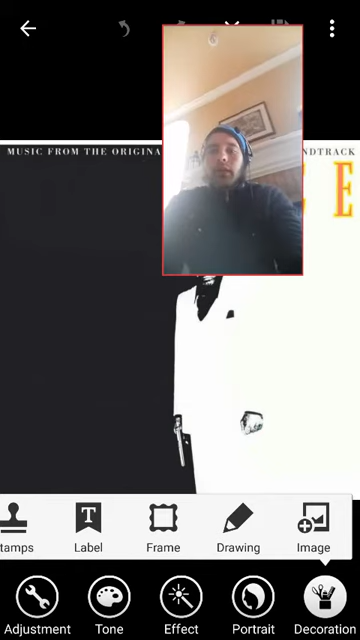 MUSIC FROM THE ORIGINA
NDTRACK
E
tamps
Label
Frame
Drawing
Image
Adjustment
Tone
Effect
Portrait
Decoration